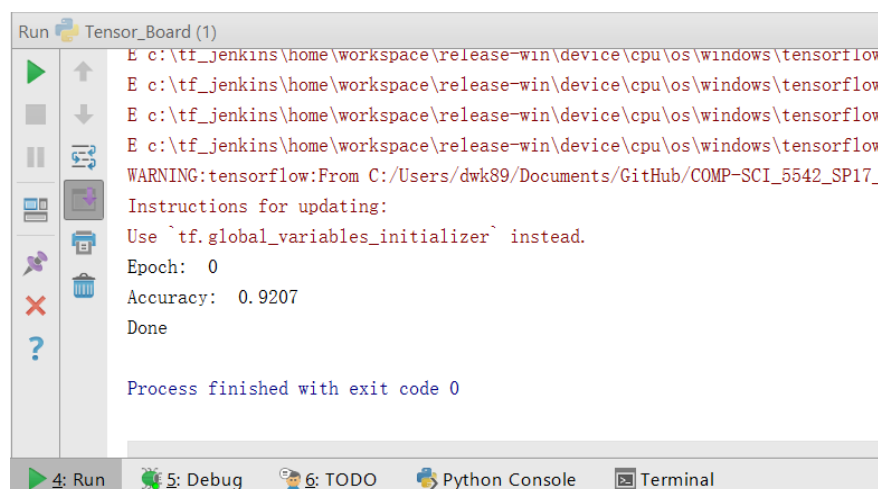 Run Tensor_Board (1)
E c:\tf_jenkins\home\workspace\release-win\device\cpu\os\windows\tensorflow
E c:\tf_jenkins\home\workspace\release-win\device\cpu\os\windows\tensorflow
E c:\tf_jenkins\home\workspace\release-win\device\cpu\os\windows\tensorflow
E c:\tf_jenkins\home\workspace\release-win\device\cpu\os\windows\tensorflow
WARNING:tensorflow:From C:/Users/dwk89/Documents/GitHub/COMP-SCI_5542_SP17_
Instructions for updating:
Use `tf.global_variables_initializer` instead.
Epoch:  0
Accuracy:  0.9207
Done
Process finished with exit code 0
4: Run 5: Debug 6: TODO Python Console Terminal